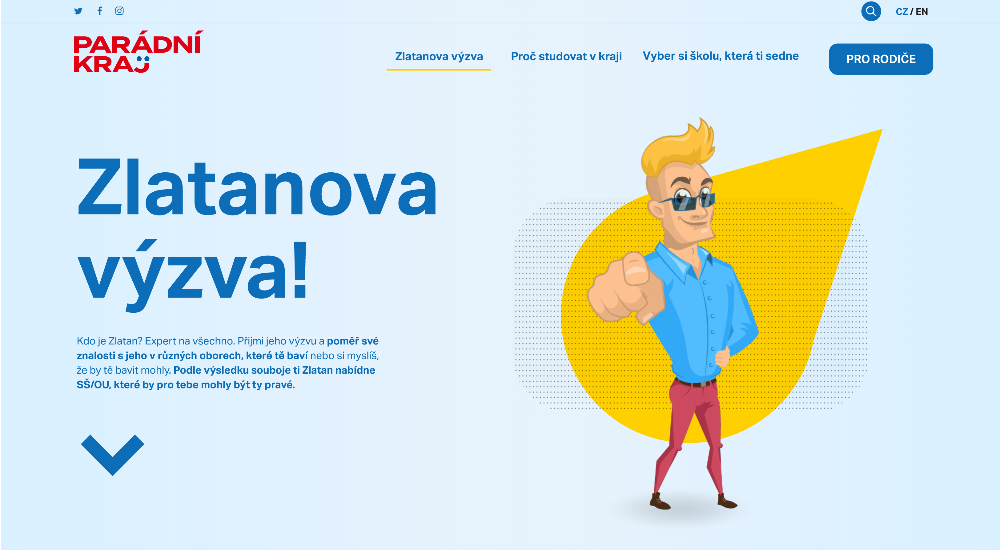 CZ / EN
PARÁDNÍ
KRAJ
Zlatanova výzva
Proč studovat v kraji
Vyber si školu, která ti sedne
PRO RODIČE
Zlatanova
výzva!
Kdo je Zlatan? Expert na všechno. Přijmi jeho výzvu a poměř své
znalosti s jeho v různých oborech, které tě baví nebo si myslíš,
že by tě bavit mohly. Podle výsledku souboje ti Zlatan nabídne
SŠ/OU, které by pro tebe mohly být ty pravé.